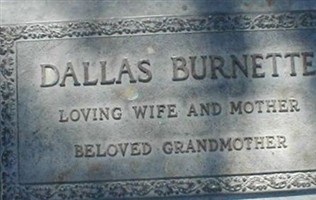 DALLAS BURNETTE
LOVING WIFE AND MOTHER
BELOVED GRANDMOTHER